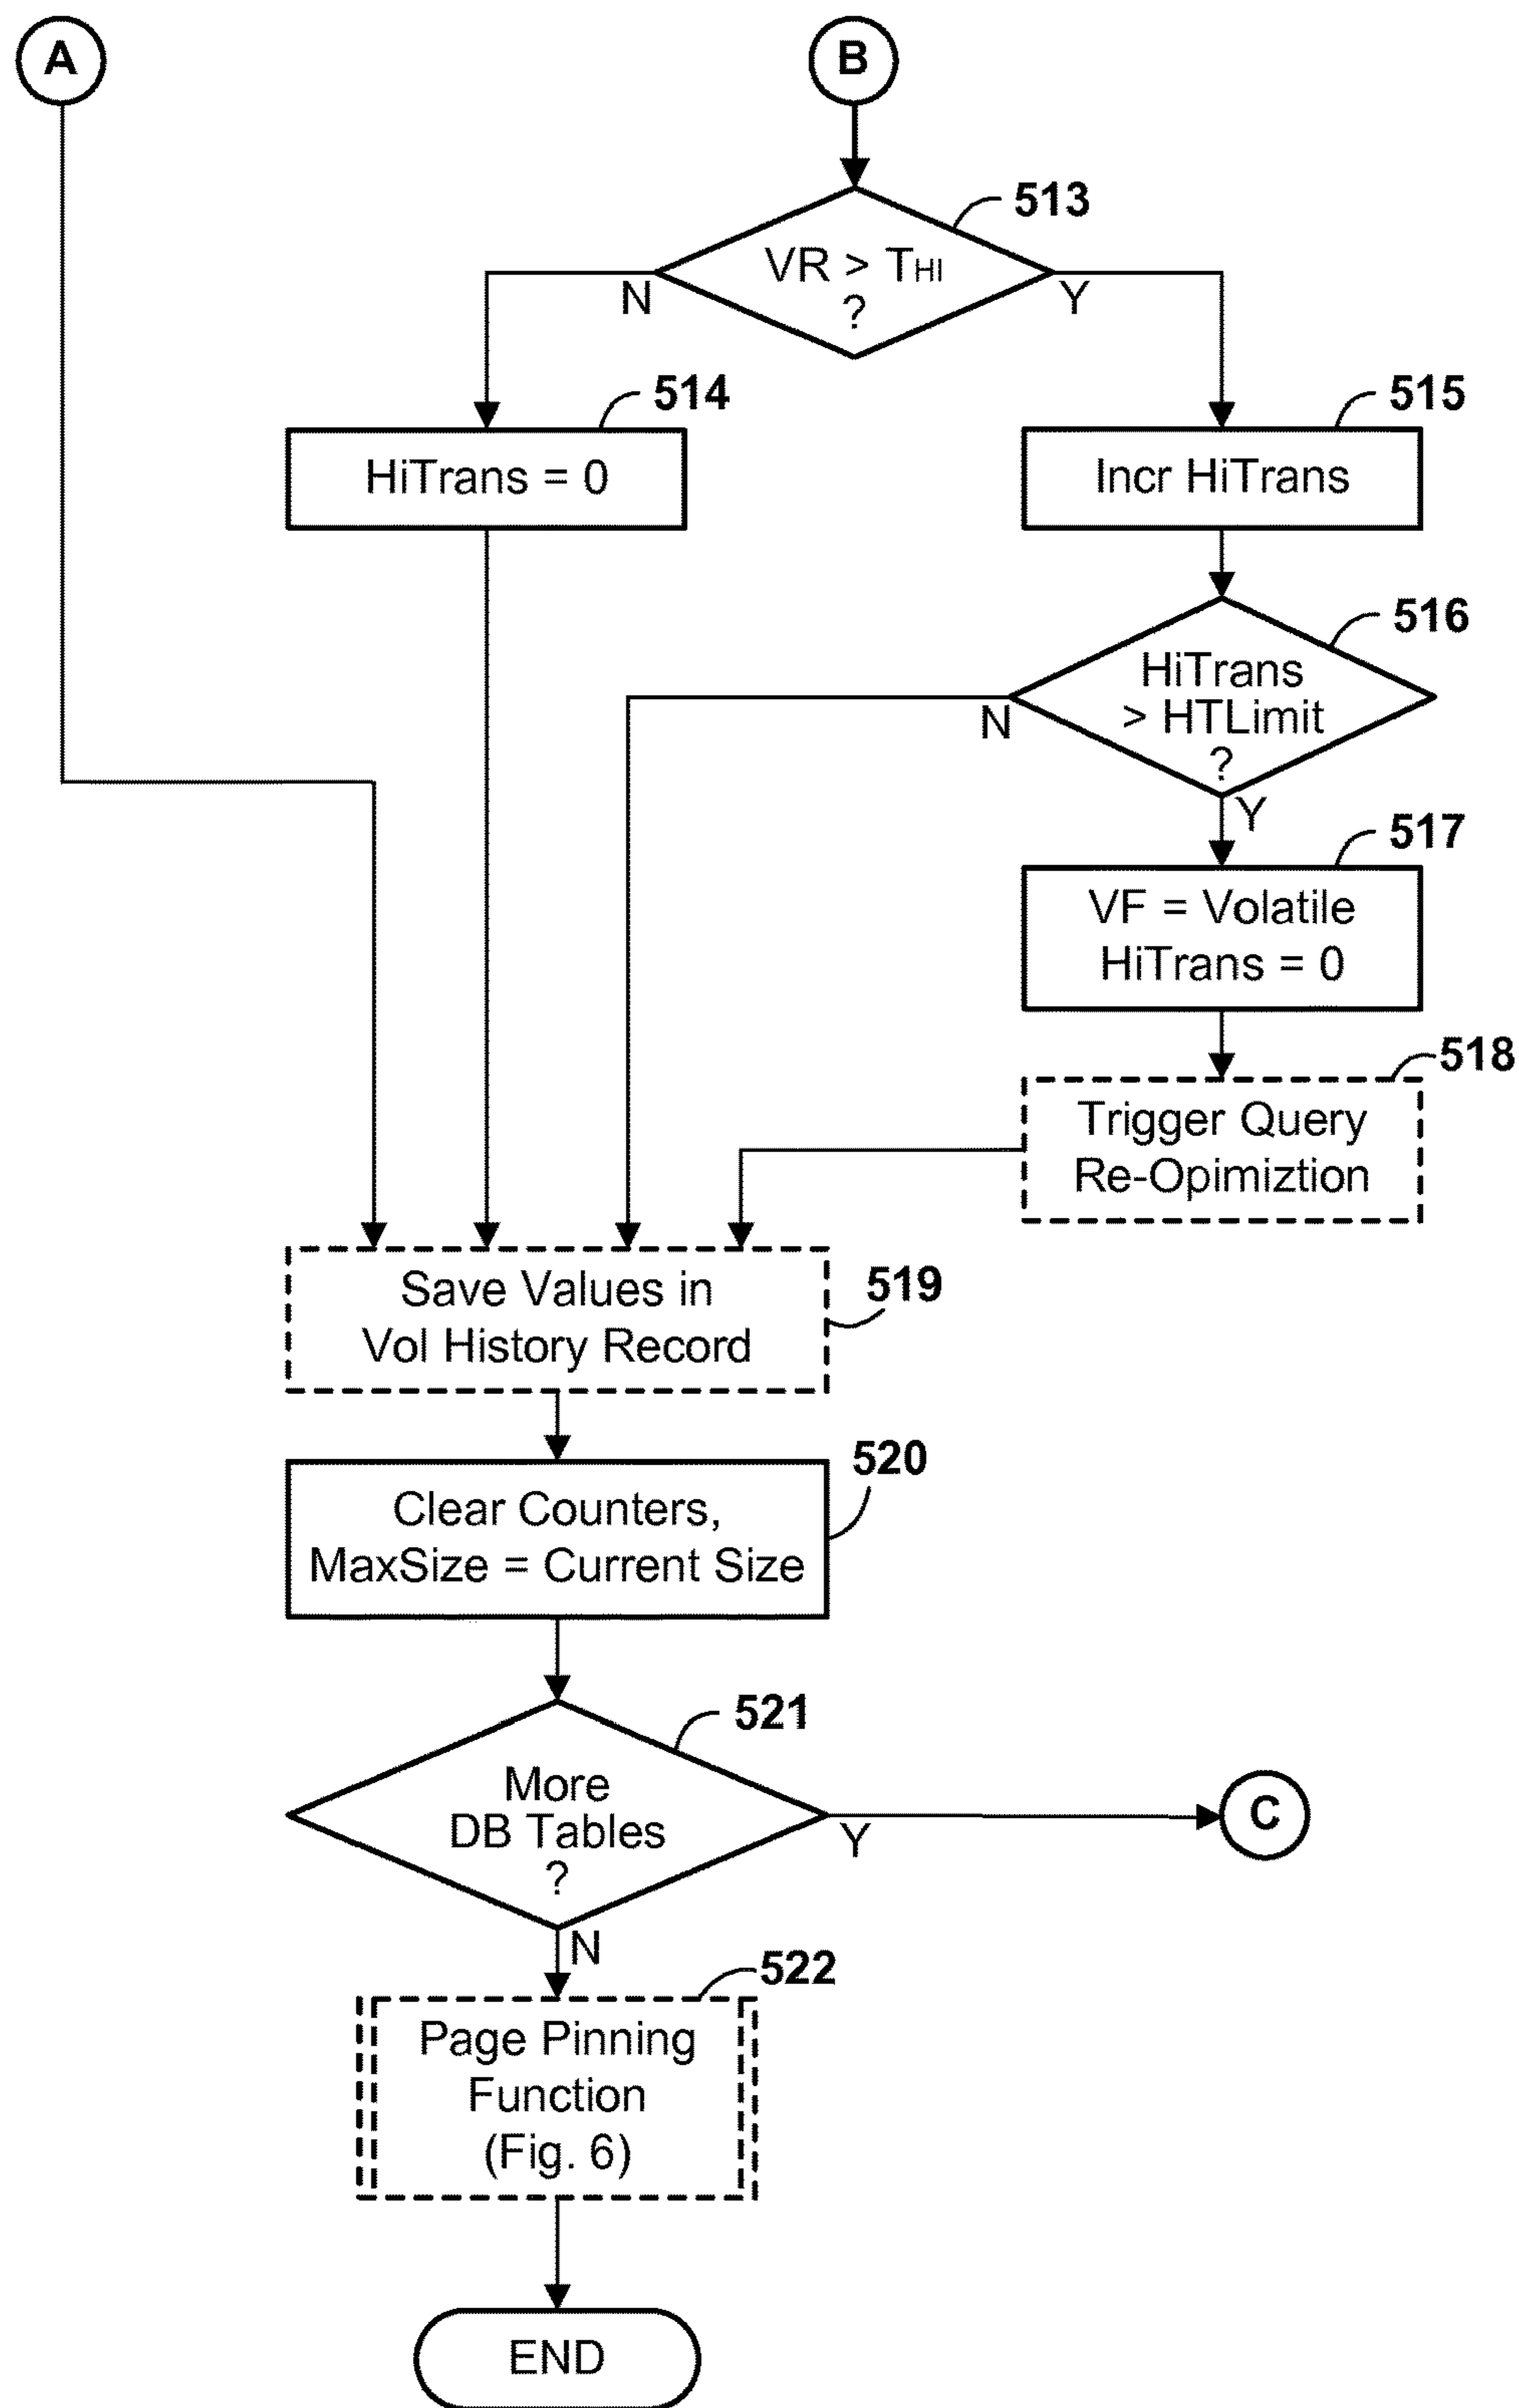 A
B
513
VR > THI
?
N
Y
514
515
HiTrans = 0
Incr HiTrans
516
HiTrans
> HTLimit
?
N
Y
517
VF = Volatile
HiTrans = 0
518
Trigger Query
Re-Opimiztion
519
Save Values in
Vol History Record
520
Clear Counters,
MaxSize = Current Size
521
More
DB Tables
?
Y
C
N
522
Page Pinning
Function
(Fig. 6)
END